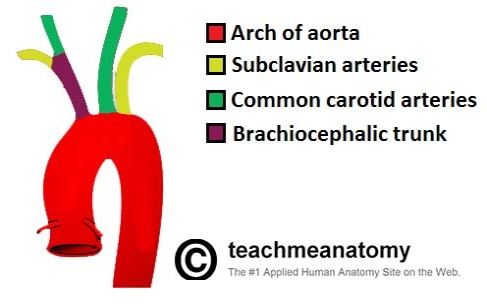 Arch of aorta
Subclavian arteries
Common carotid arteries
Brachiocephalic trunk
© teachmeanatomy
The #1 Applied Human Anatomy Site on the Web.